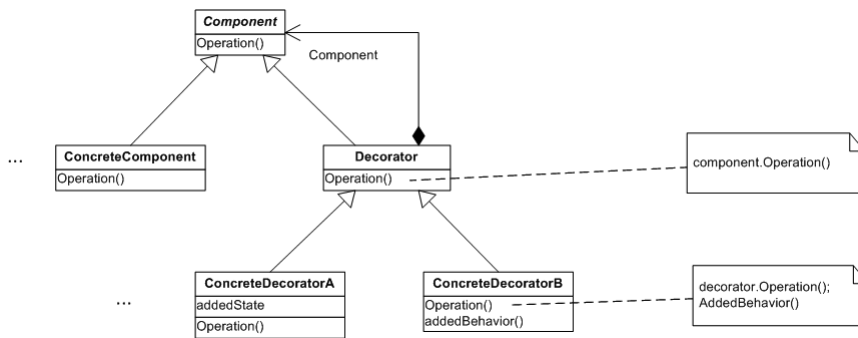 Component
Operation()
Component
...
ConcreteComponent
Operation()
Decorator
Operation()
component.Operation()
...
ConcreteDecoratorA
addedState
Operation()
ConcreteDecoratorB
Operation()
addedBehavior()
decorator.Operation();
AddedBehavior()